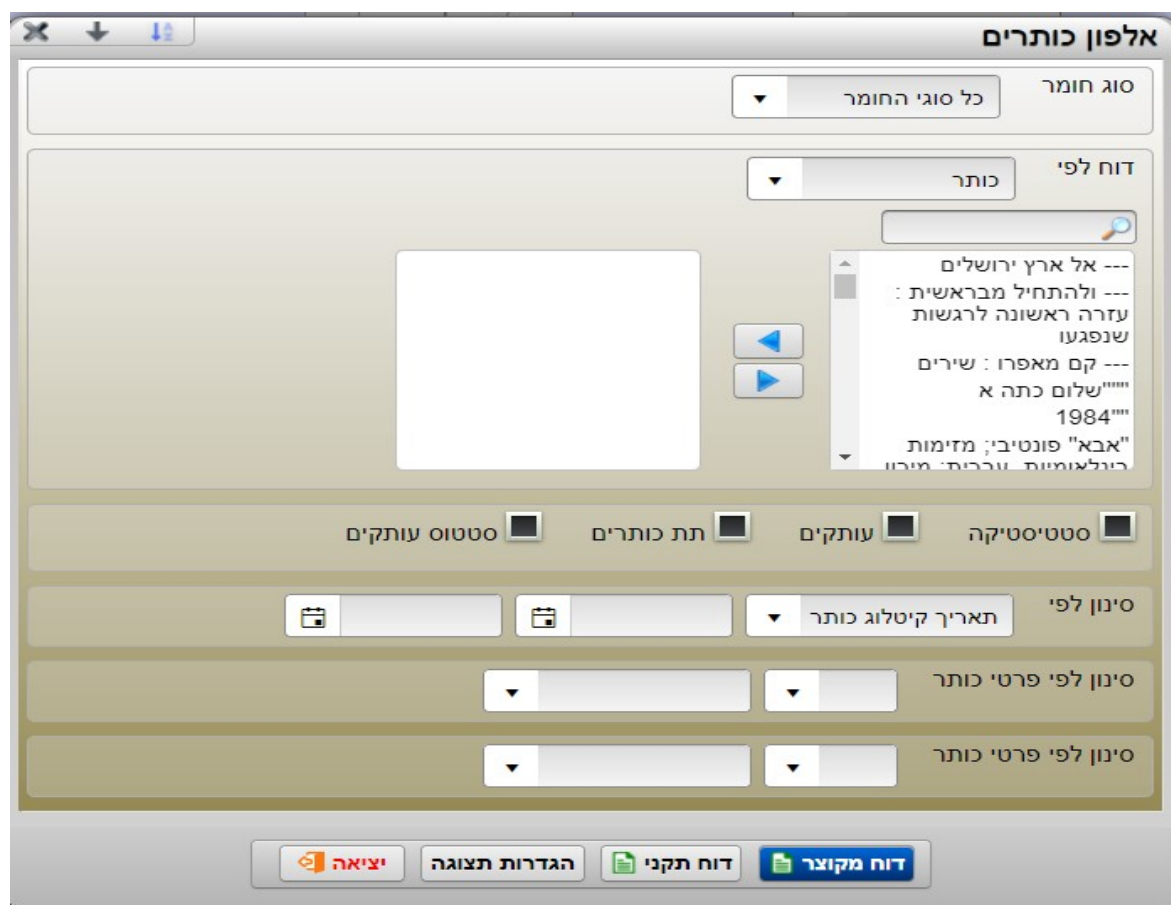 אלפון כותרים
סוג חומר
כל סוגי החומר
דוח לפי
כותר
--- אל ארץ ירושלים
--- ולהתחיל מבראשית :
עזרה ראשונה לרגשות
שנפגעו
--- קם מאפרו : שירים
"""שלום כתה א
""1984
"אבא" פונטיבי; מזימות
סטטיסטיקה
עותקים
תת כותרים
סטטוס עותקים
סינון לפי
תאריך קיטלוג כותר
סינון לפי פרטי כותר
סינון לפי פרטי כותר
דוח מקוצר
דוח תקני
הגדרות תצוגה
יציאה